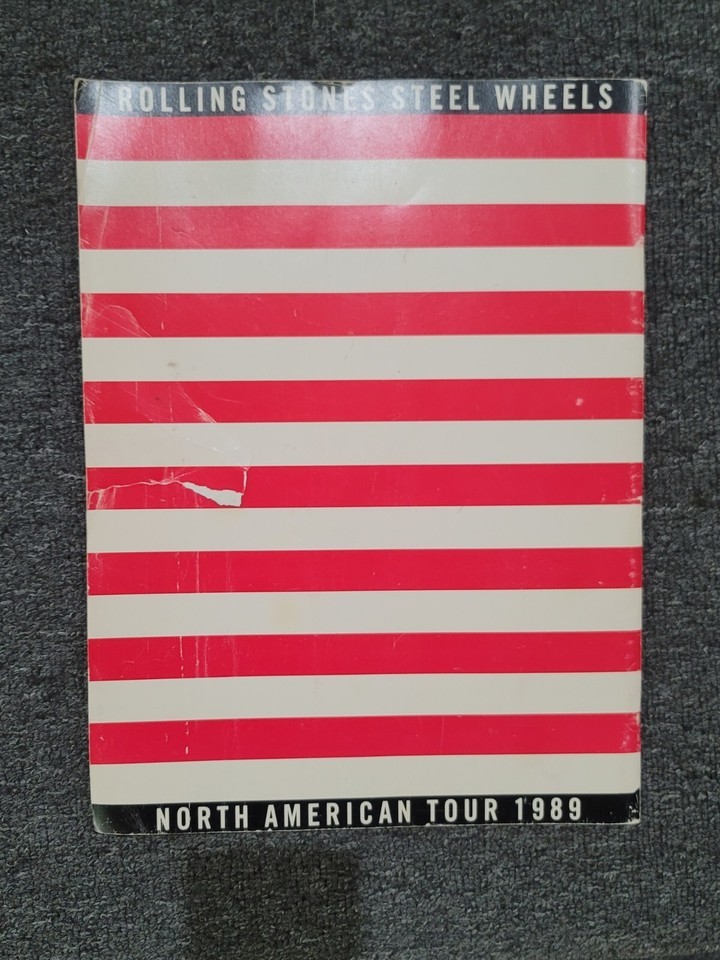 ROLLING STONES STEEL WHEELS
NORTH AMERICAN TOUR 1989